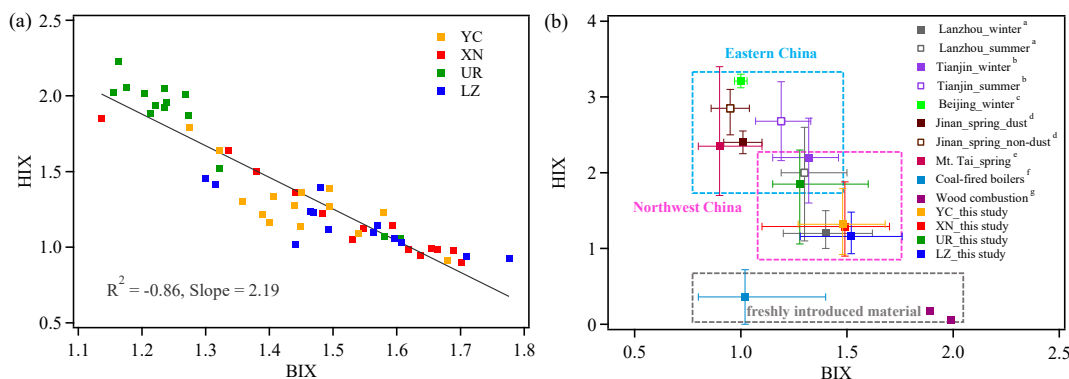 (a)
HIX
2.5
2.0
1.5
1.0
0.5
YC
XN
UR
LZ
R² = -0.86, Slope = 2.19
1.1 1.2 1.3 1.4 1.5 1.6 1.7 1.8
BIX
(b)
HIX
4
3
2
1
0
Eastern China
Northwest China
freshly introduced material
Lanzhou_winter ᵃ
Lanzhou_summer ᵃ
Tianjin_winter ᵇ
Tianjin_summer ᵇ
Beijing_winter ᶜ
Jinan_spring_dust ᵈ
Jinan_spring_non-dust ᵈ
Mt. Tai_spring ᵉ
Coal-fired boilers ᶠ
Wood combustion ᵍ
YC_this study
XN_this study
UR_this study
LZ_this study
0.5 1.0 1.5 2.0 2.5
BIX